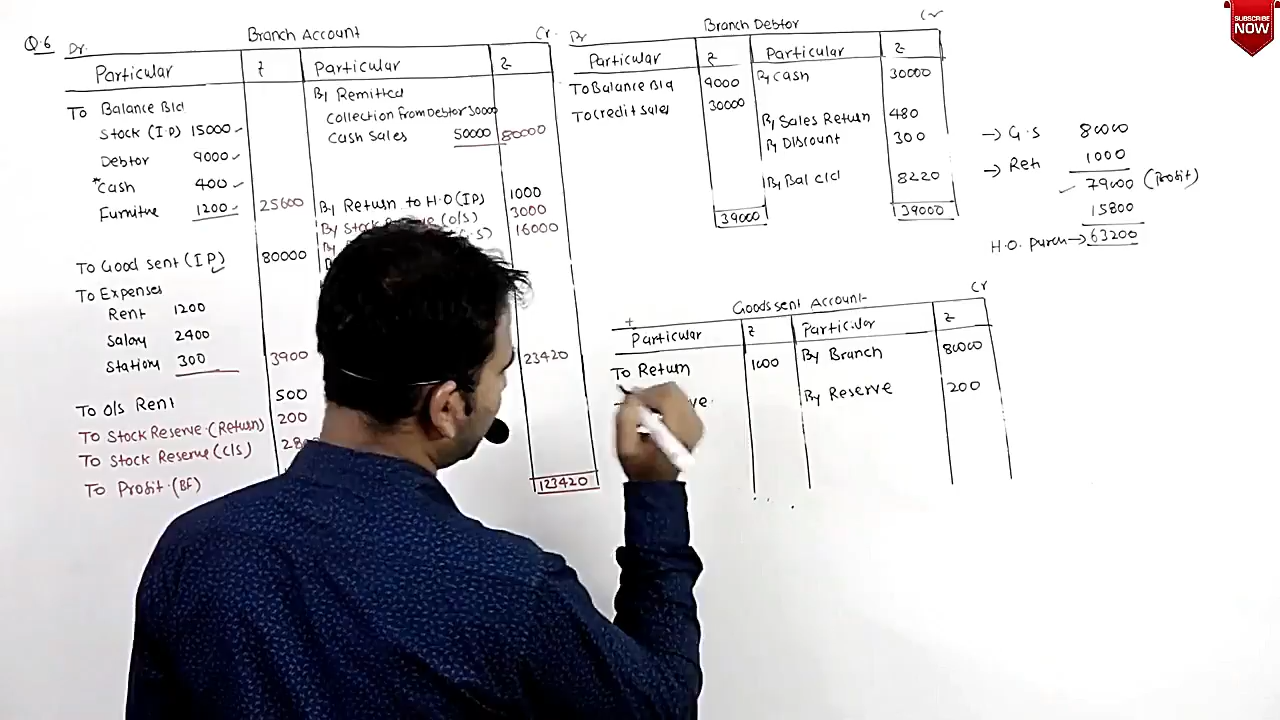 SUBSCRIBE
NOW
Q.6
Branch Account
Dr. Cr.
Particular ₹ Particular ₹
To Balance B/d
Stock (I.P) 15000
Debtor 9000
*Cash 400
Furniture 1200 25600
To Good sent (IP) 80000
To Expenses
Rent 1200
Salary 2400
Station 300 3900
To O/s Rent 500
To Stock Reserve (Return) 200
To Stock Reserve (C/S)
To Profit (BF)
By Remitted
Collection from Debtor 30000
Cash Sales 50000 80000
By Return to H.O (IP) 1000
By Stock (O/S) 3000
By 16000
23420
123420
Branch Debtor
Dr Cr
Particular ₹ Particular ₹
To Balance B/d 9000 By Cash 30000
To credit sales 30000
By Sales Return 480
By Discount 300
By Bal c/d 8220
39000 39000
→ G.S 80000
→ Ret 1000
79000 (Profit)
15800
H.O. purch → 63200
Goods sent Account
Cr
Particular ₹ Particular ₹
To Return 1000 By Branch 80000
By Reserve 200